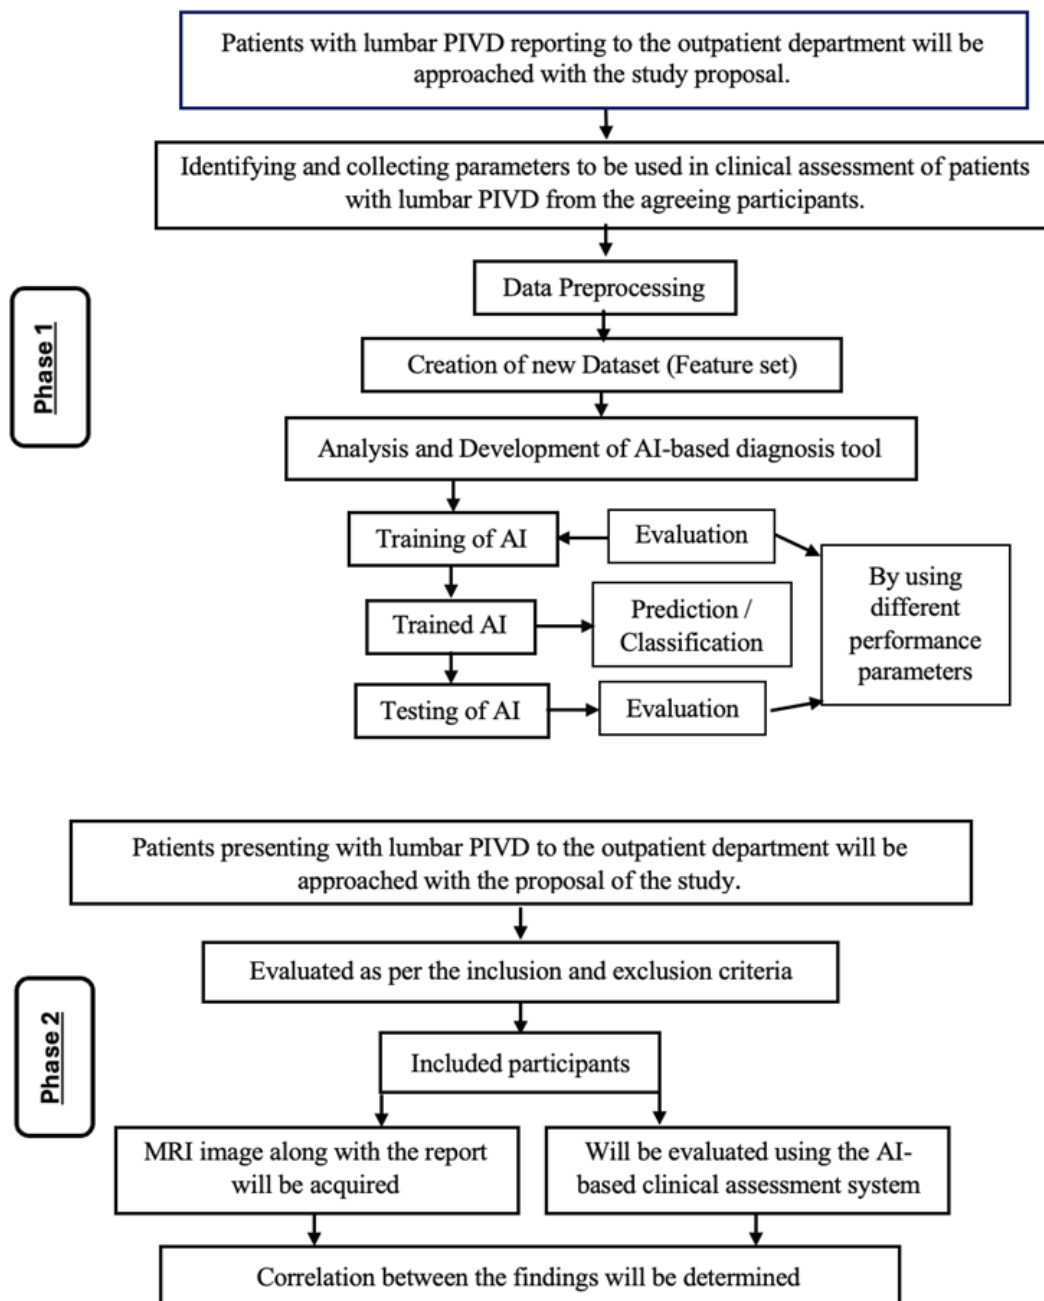 Patients with lumbar PIVD reporting to the outpatient department will be
approached with the study proposal.
Identifying and collecting parameters to be used in clinical assessment of patients
with lumbar PIVD from the agreeing participants.
Phase 1
Data Preprocessing
Creation of new Dataset (Feature set)
Analysis and Development of AI-based diagnosis tool
Training of AI
Evaluation
By using
different
performance
parameters
Trained AI
Prediction /
Classification
Testing of AI
Evaluation
Patients presenting with lumbar PIVD to the outpatient department will be
approached with the proposal of the study.
Phase 2
Evaluated as per the inclusion and exclusion criteria
Included participants
MRI image along with the report
will be acquired
Will be evaluated using the AI-
based clinical assessment system
Correlation between the findings will be determined